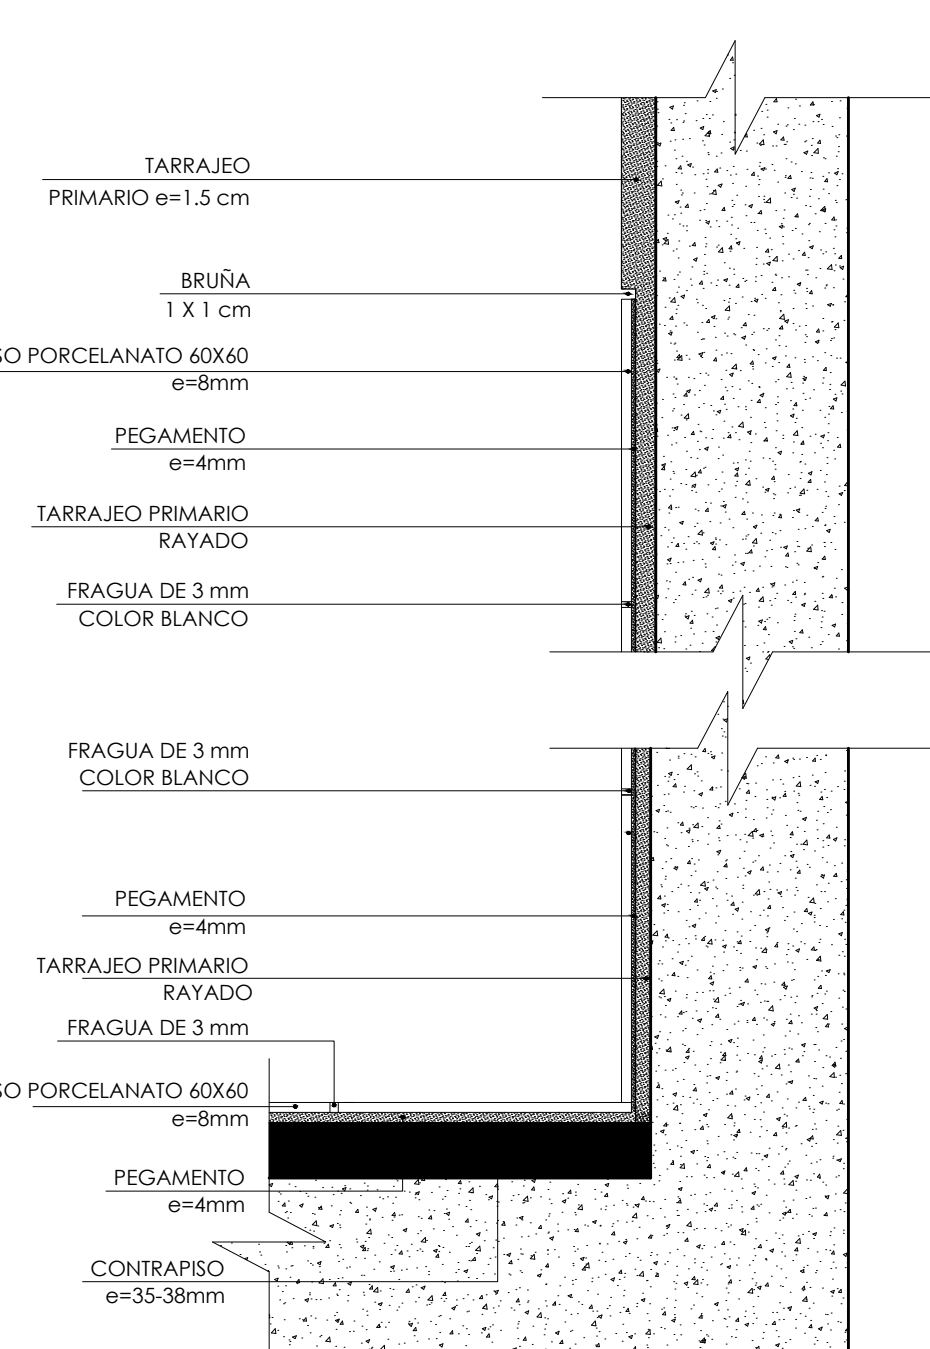 TARRAJEO
PRIMARIO e=1.5 cm
BRUÑA
1 X 1 cm
PORCELANATO 60X60
e=8mm
PEGAMENTO
e=4mm
TARRAJEO PRIMARIO
RAYADO
FRAGUA DE 3 mm
COLOR BLANCO
FRAGUA DE 3 mm
COLOR BLANCO
PEGAMENTO
e=4mm
TARRAJEO PRIMARIO
RAYADO
FRAGUA DE 3 mm
PORCELANATO 60X60
e=8mm
PEGAMENTO
e=4mm
CONTRAPISO
e=35-38mm